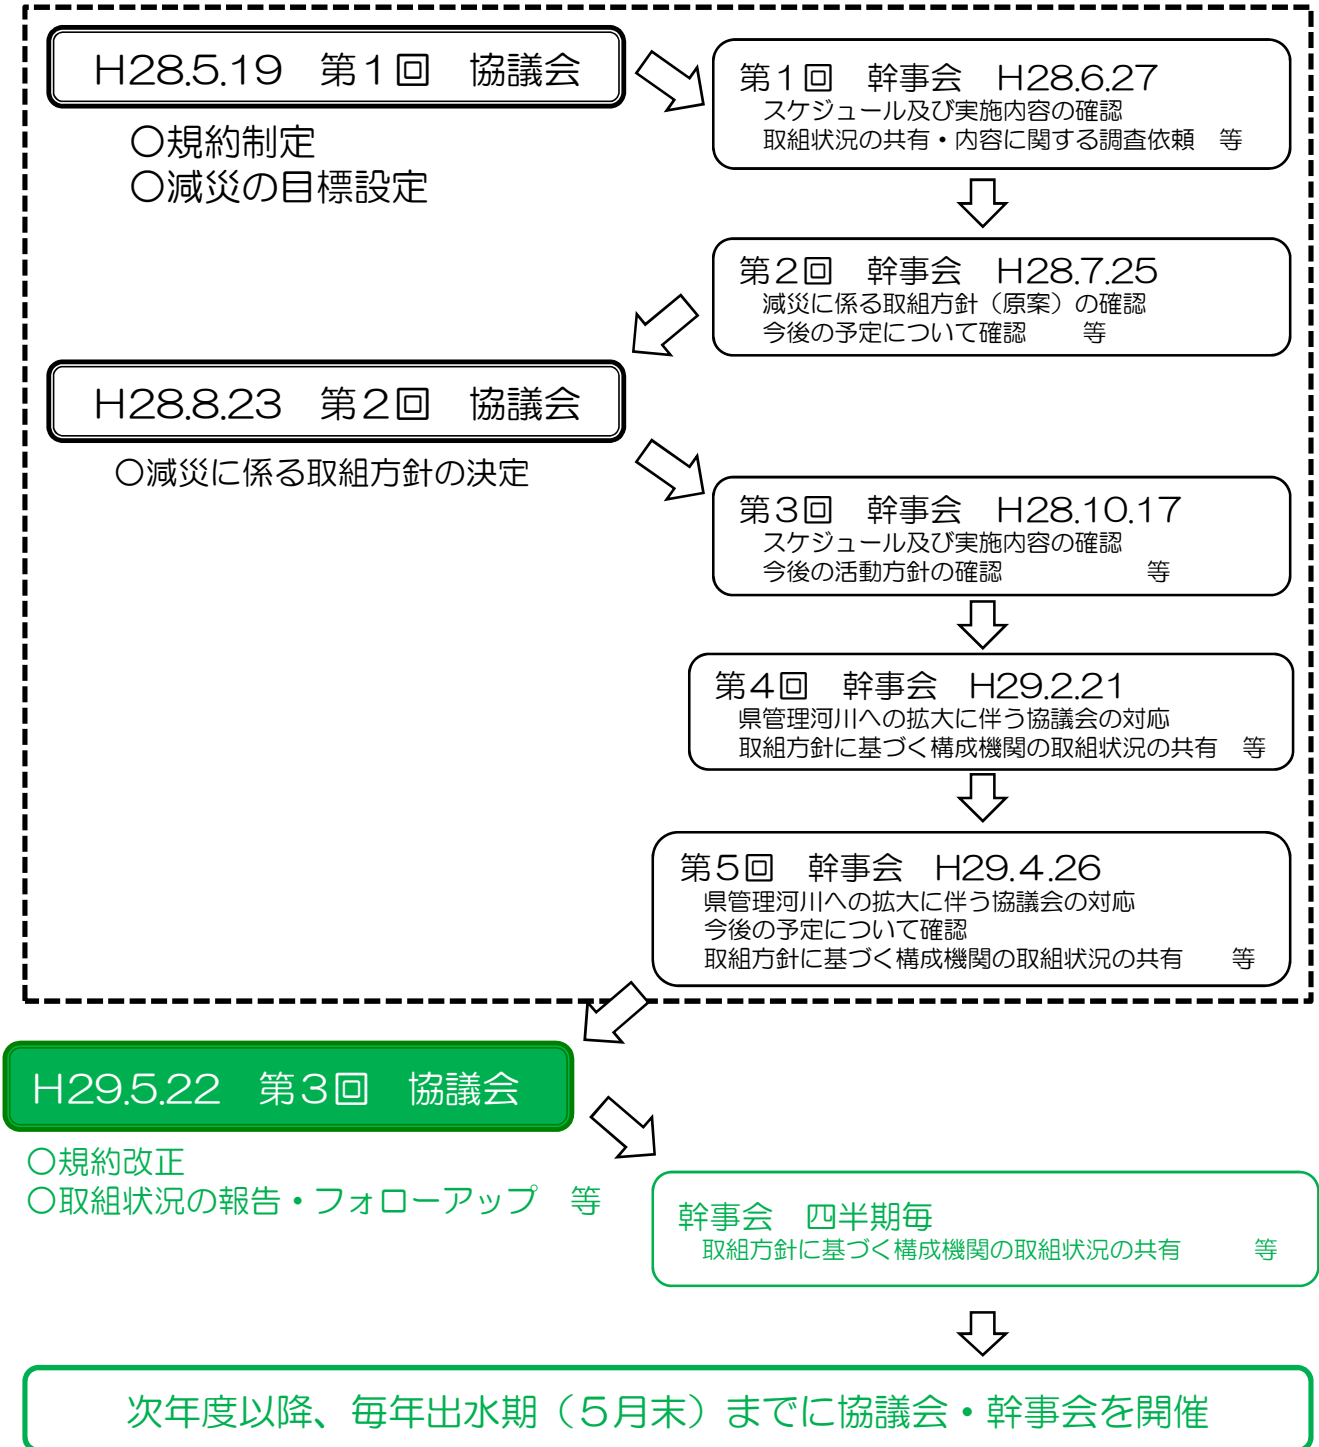 H28.5.19　第１回　協議会
〇規約制定
〇減災の目標設定
第１回　幹事会　H28.6.27
スケジュール及び実施内容の確認
取組状況の共有・内容に関する調査依頼　等
第２回　幹事会　H28.7.25
減災に係る取組方針（原案）の確認
今後の予定について確認　　等
H28.8.23　第２回　協議会
〇減災に係る取組方針の決定
第３回　幹事会　H28.10.17
スケジュール及び実施内容の確認
今後の活動方針の確認　　　　　　等
第４回　幹事会　H29.2.21
県管理河川への拡大に伴う協議会の対応
取組方針に基づく構成機関の取組状況の共有　等
第５回　幹事会　H29.4.26
県管理河川への拡大に伴う協議会の対応
今後の予定について確認
取組方針に基づく構成機関の取組状況の共有　　等
H29.5.22　第３回　協議会
〇規約改正
〇取組状況の報告・フォローアップ　等
幹事会　四半期毎
取組方針に基づく構成機関の取組状況の共有　　　等
次年度以降、毎年出水期（５月末）までに協議会・幹事会を開催